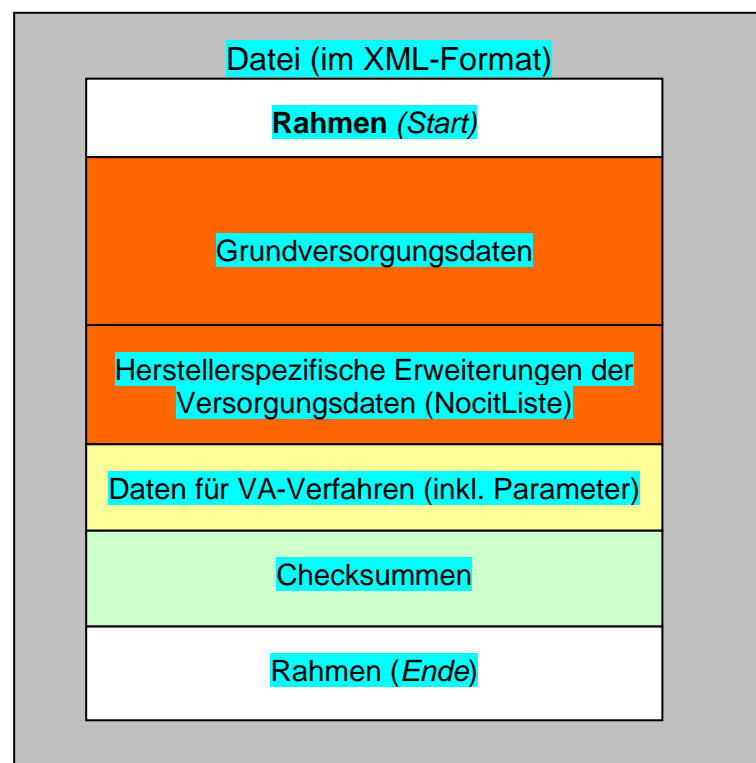 Datei (im XML-Format)
Rahmen (Start)
Grundversorgungsdaten
Herstellerspezifische Erweiterungen der
Versorgungsdaten (NocitListe)
Daten für VA-Verfahren (inkl. Parameter)
Checksummen
Rahmen (Ende)